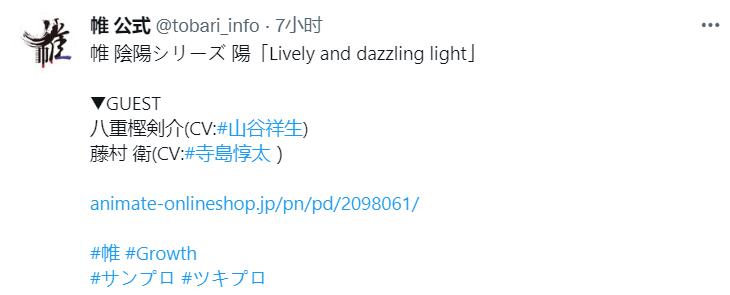 帷 公式 @tobari_info · 7小时
帷 陰陽シリーズ 陽「Lively and dazzling light」
▼GUEST
八重樫剣介(CV:#山谷祥生)
藤村 衛(CV:#寺島惇太 )
animate-onlineshop.jp/pn/pd/2098061/
#帷 #Growth
#サンプロ #ツキプロ